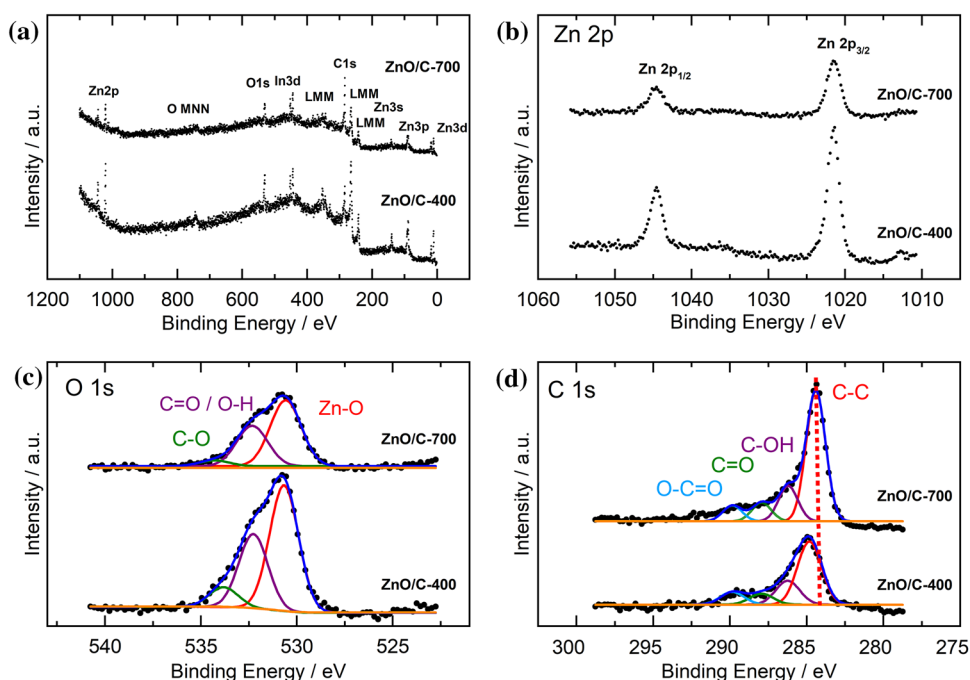 (a)
Intensity / a.u.
ZnO/C-700
C1s
In3d
O1s
LMM
LMM
LMM
Zn2p
O MNN
Zn3s
Zn3p
Zn3d
ZnO/C-400
1200 1000 800 600 400 200 0
Binding Energy / eV
(b)
Zn 2p
Intensity / a.u.
Zn 2p3/2
Zn 2p1/2
ZnO/C-700
ZnO/C-400
1060 1050 1040 1030 1020 1010
Binding Energy / eV
(c)
O 1s
Intensity / a.u.
C=O / O-H
Zn-O
C-O
ZnO/C-700
ZnO/C-400
540 535 530 525
Binding Energy / eV
(d)
C 1s
Intensity / a.u.
C-C
C-OH
C=O
O-C=O
ZnO/C-700
ZnO/C-400
300 295 290 285 280 275
Binding Energy / eV